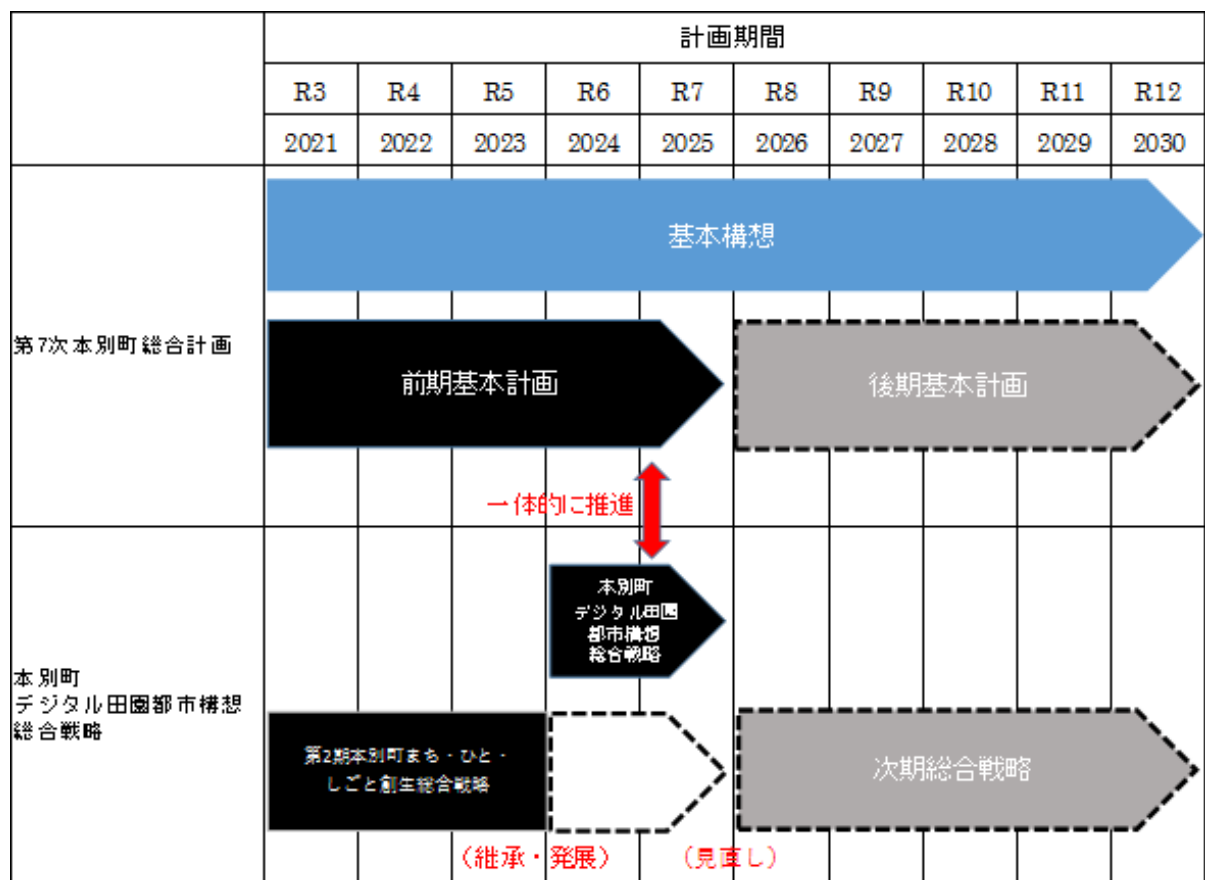 計画期間
R3 R4 R5 R6 R7 R8 R9 R10 R11 R12
2021 2022 2023 2024 2025 2026 2027 2028 2029 2030
基本構想
第7次本別町総合計画
前期基本計画
後期基本計画
一体的に推進
本別町
デジタル田園
都市構想
総合戦略
本別町
デジタル田園都市構想
総合戦略
第2期本別町まち・ひと・
しごと創生総合戦略
次期総合戦略
（継承・発展）
（見直し）